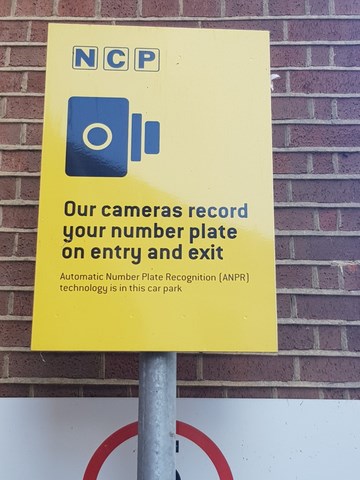 NCP
Our cameras record
your number plate
on entry and exit
Automatic Number Plate Recognition (ANPR)
technology is in this car park